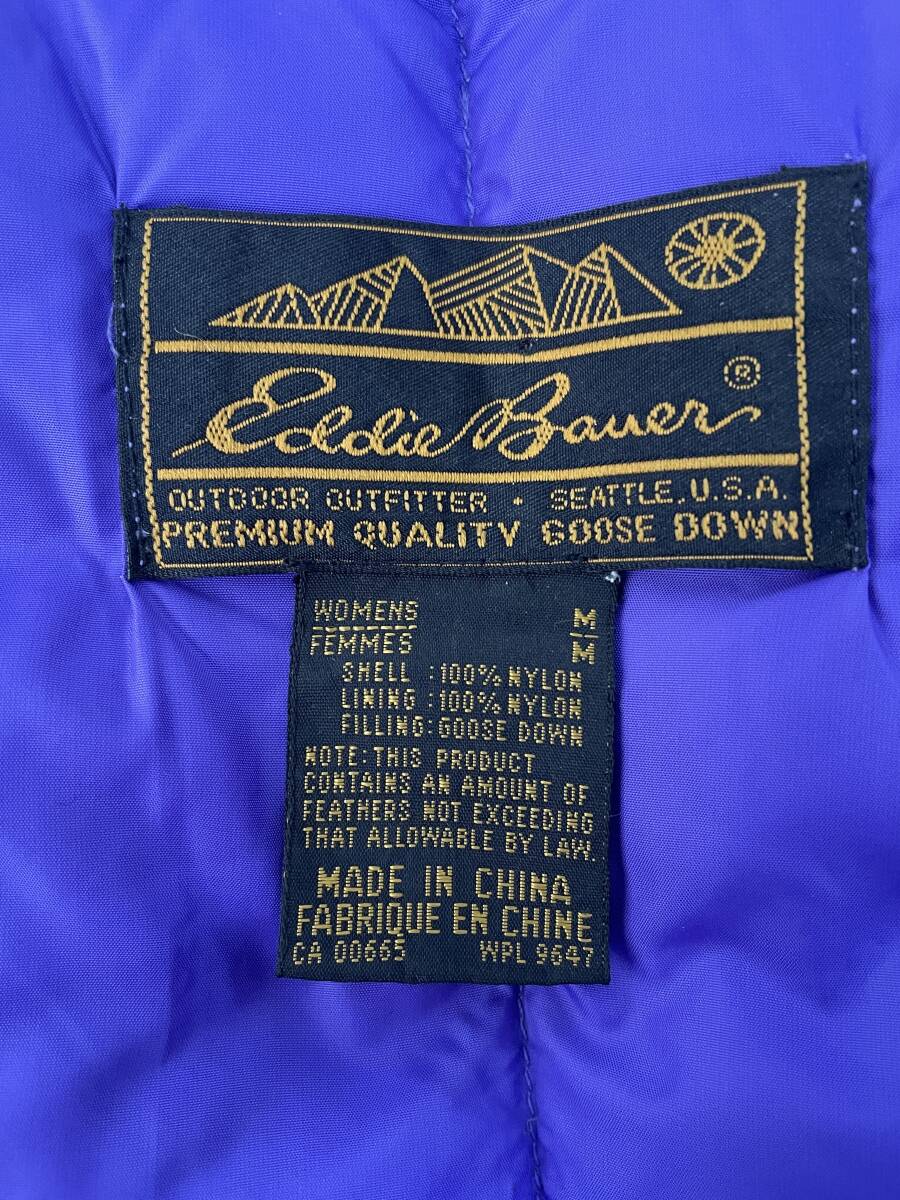 Eddie Bauer®
OUTDOOR OUTFITTER · SEATTLE, U.S.A.
PREMIUM QUALITY GOOSE DOWN
WOMENS M
FEMMES M
SHELL :100% NYLON
LINING :100% NYLON
FILLING:GOOSE DOWN
NOTE:THIS PRODUCT
CONTAINS AN AMOUNT OF
FEATHERS NOT EXCEEDING
THAT ALLOWABLE BY LAW.
MADE IN CHINA
FABRIQUE EN CHINE
CA 00665 WPL 9647